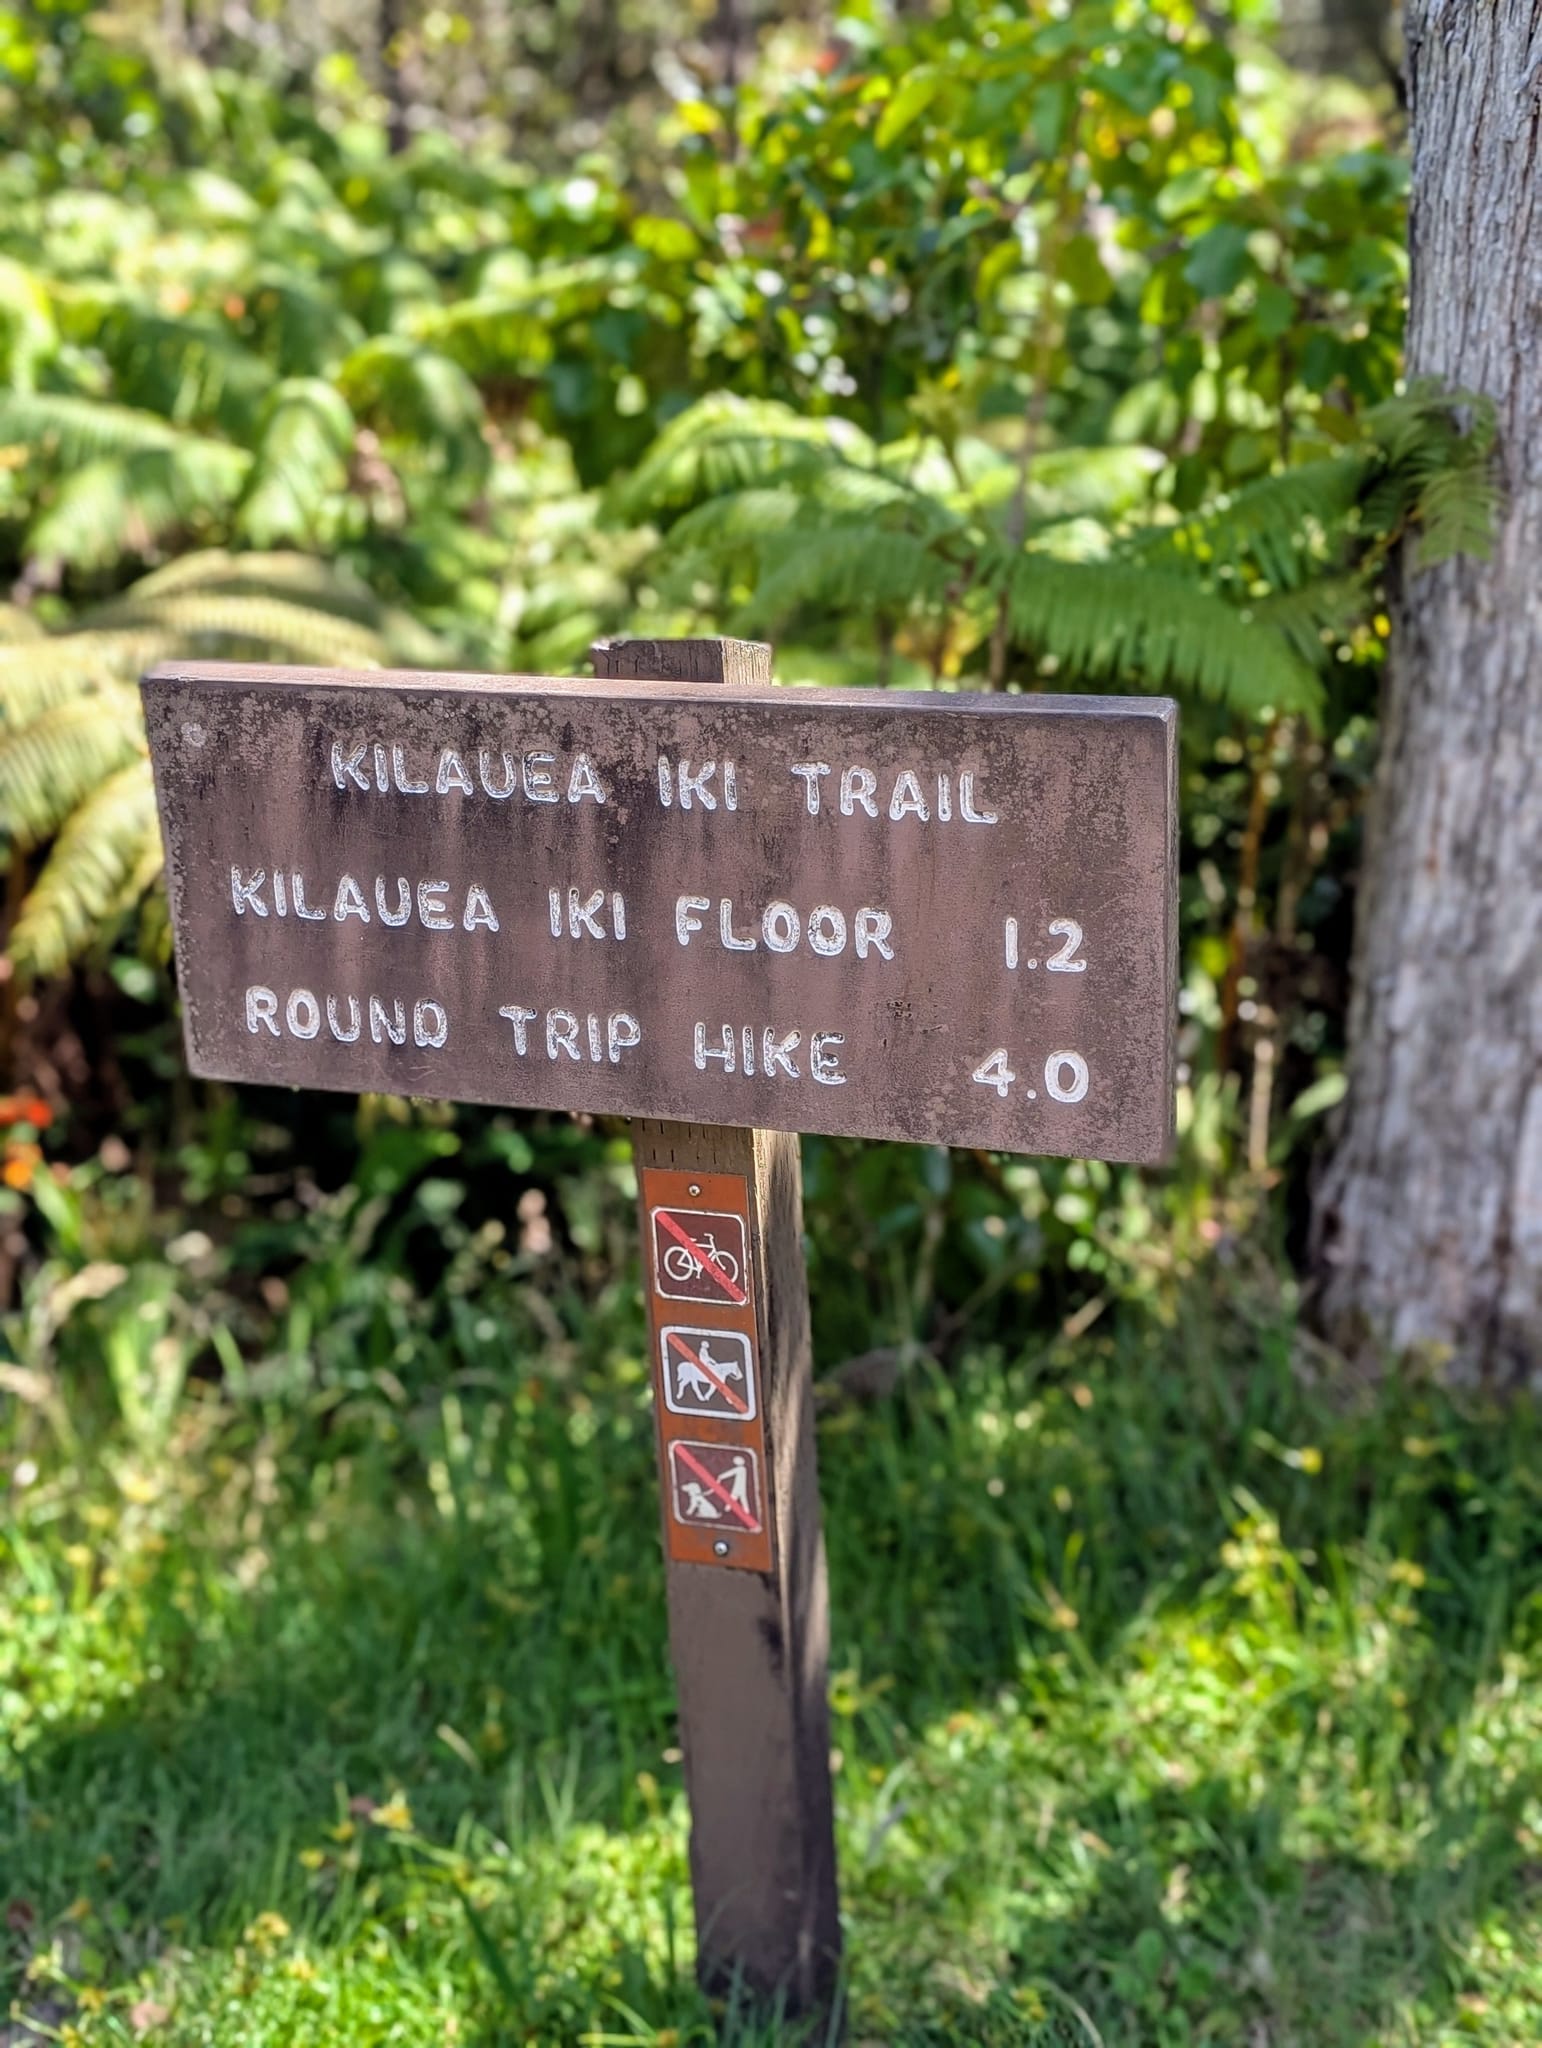 KILAUEA IKI TRAIL
KILAUEA IKI FLOOR 1.2
ROUND TRIP HIKE 4.0